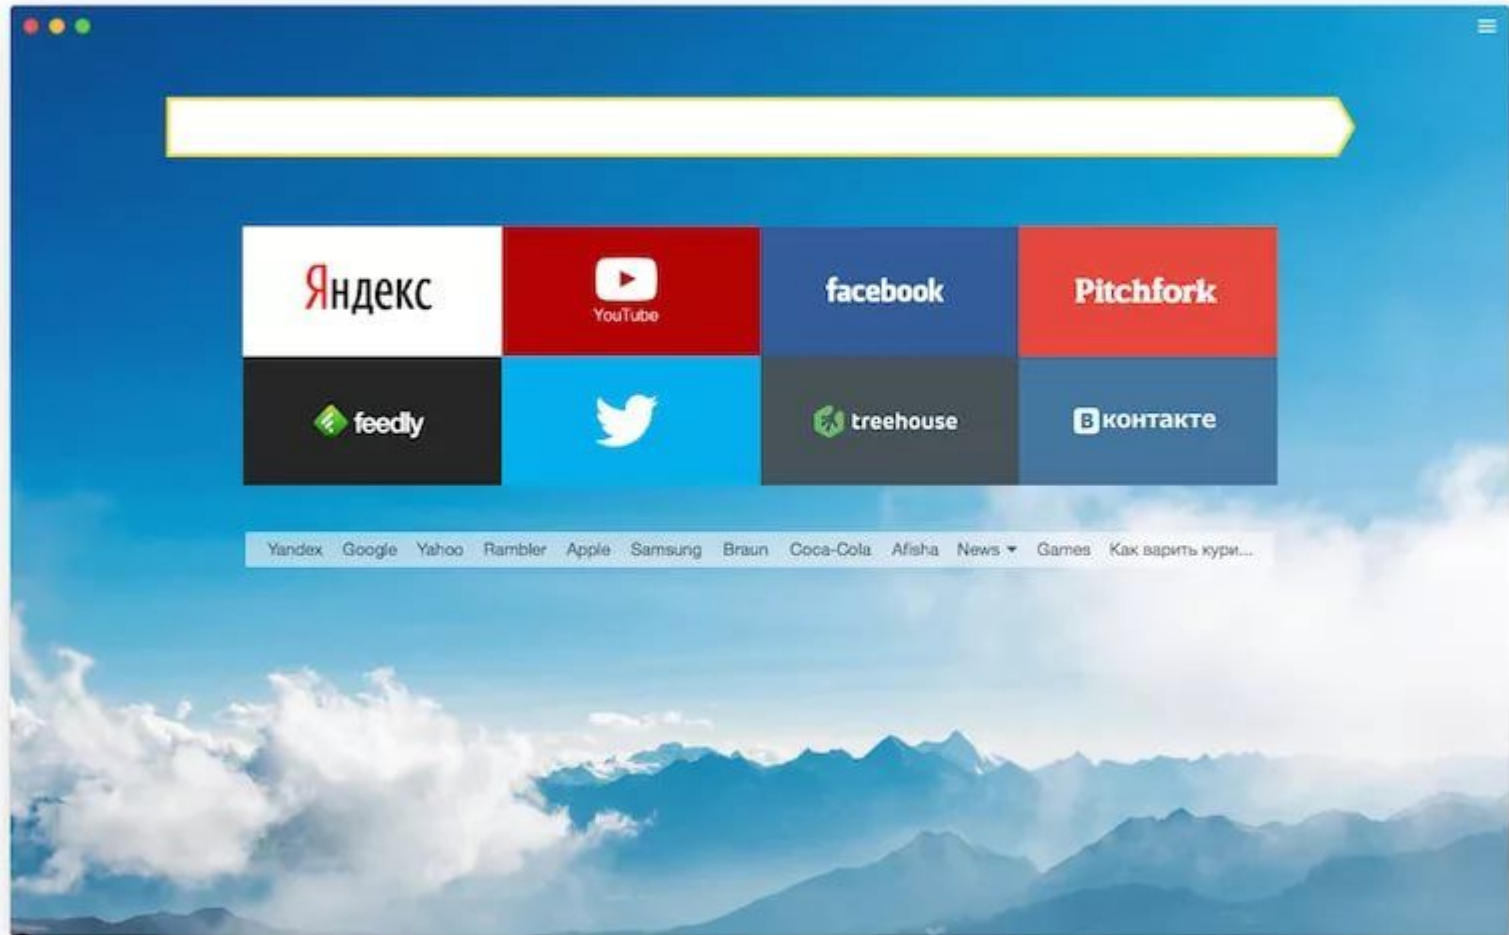 Яндекс
YouTube
facebook
Pitchfork
feedly
treehouse
В контакте
Yandex Google Yahoo Rambler Apple Samsung Braun Coca-Cola Afisha News Games Как варить кури...